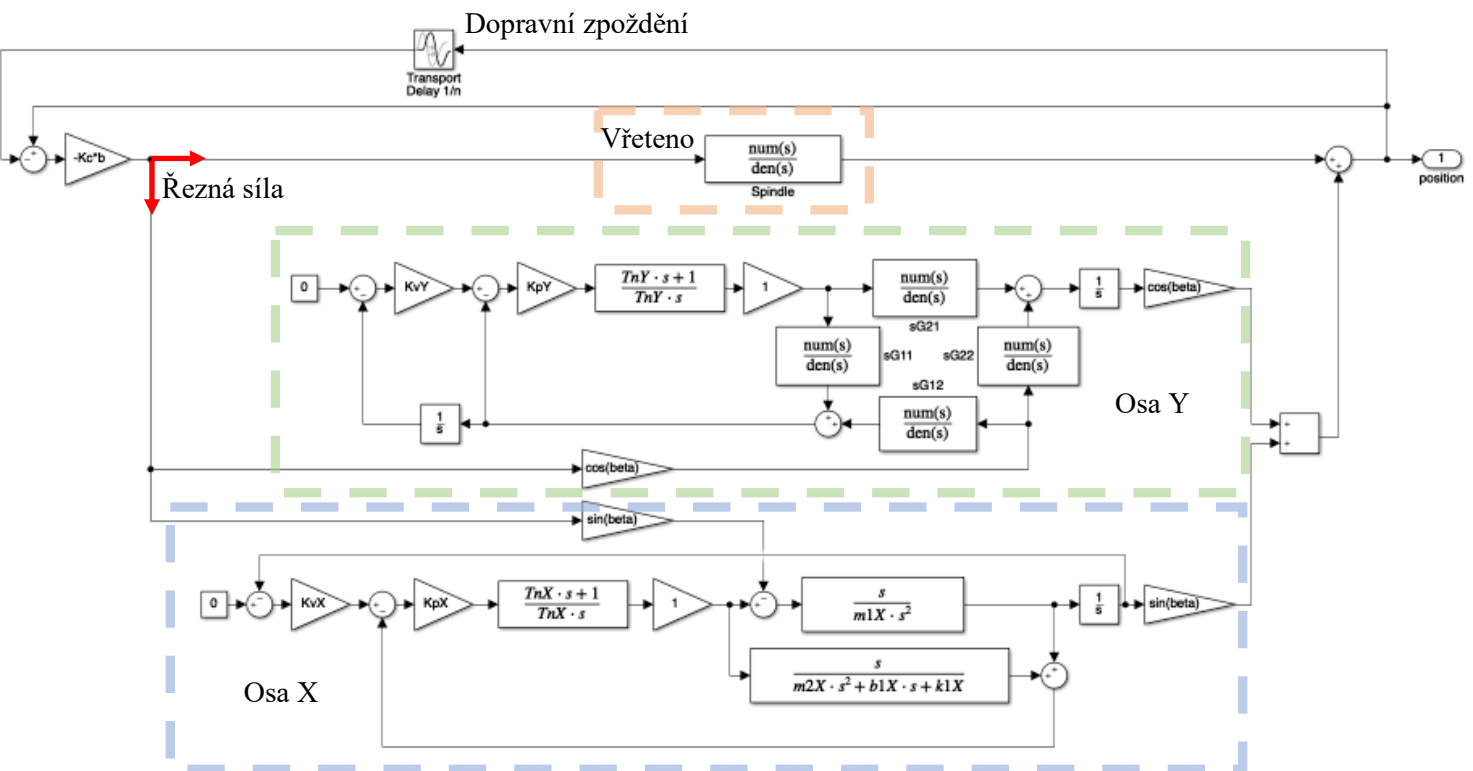 Dopravní zpoždění
Transport
Delay 1/n
-Kc*b
Řezná síla
Vřeteno
num(s)
den(s)
Spindle
1
position
0
KvY
KpY
TnY · s + 1
TnY · s
1
num(s)
den(s)
sG21
1
s
cos(beta)
num(s)
den(s)
sG11
sG22
num(s)
den(s)
sG12
num(s)
den(s)
1
s
Osa Y
cos(beta)
sin(beta)
0
KvX
KpX
TnX · s + 1
TnX · s
1
s
m1X · s²
1
s
sin(beta)
s
m2X · s² + b1X · s + k1X
Osa X